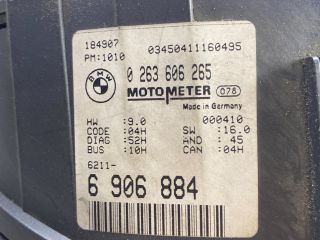 184907 03450411160495
PM:1010
BMW 0 263 606 265
MOTOMETER 078
Made in Germany
HW :9.0 000410
CODE :04H SW :16.0
DIAG :52H AND : 45
BUS :10H CAN :04H
6211-
6 906 884